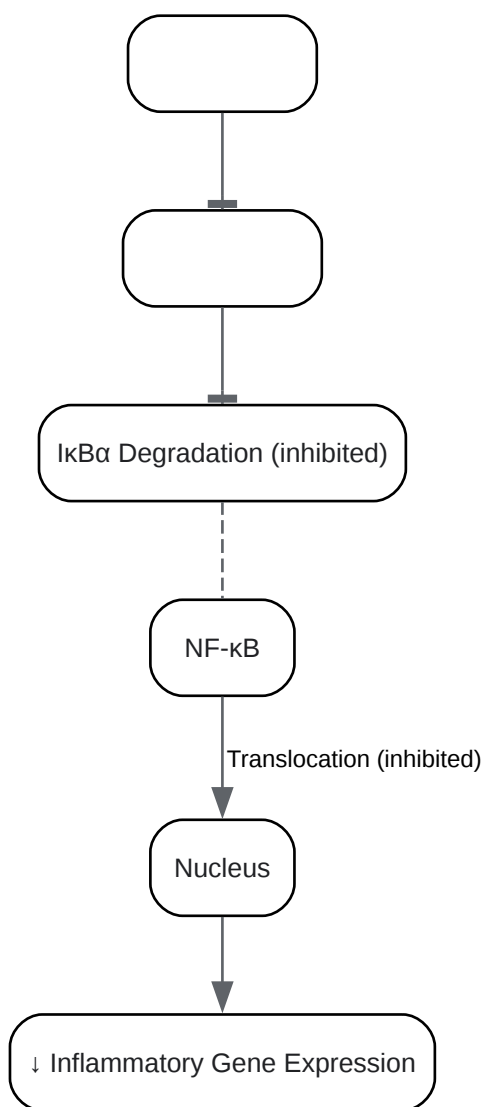 IκBα Degradation (inhibited)
NF-κB
Translocation (inhibited)
Nucleus
↓ Inflammatory Gene Expression